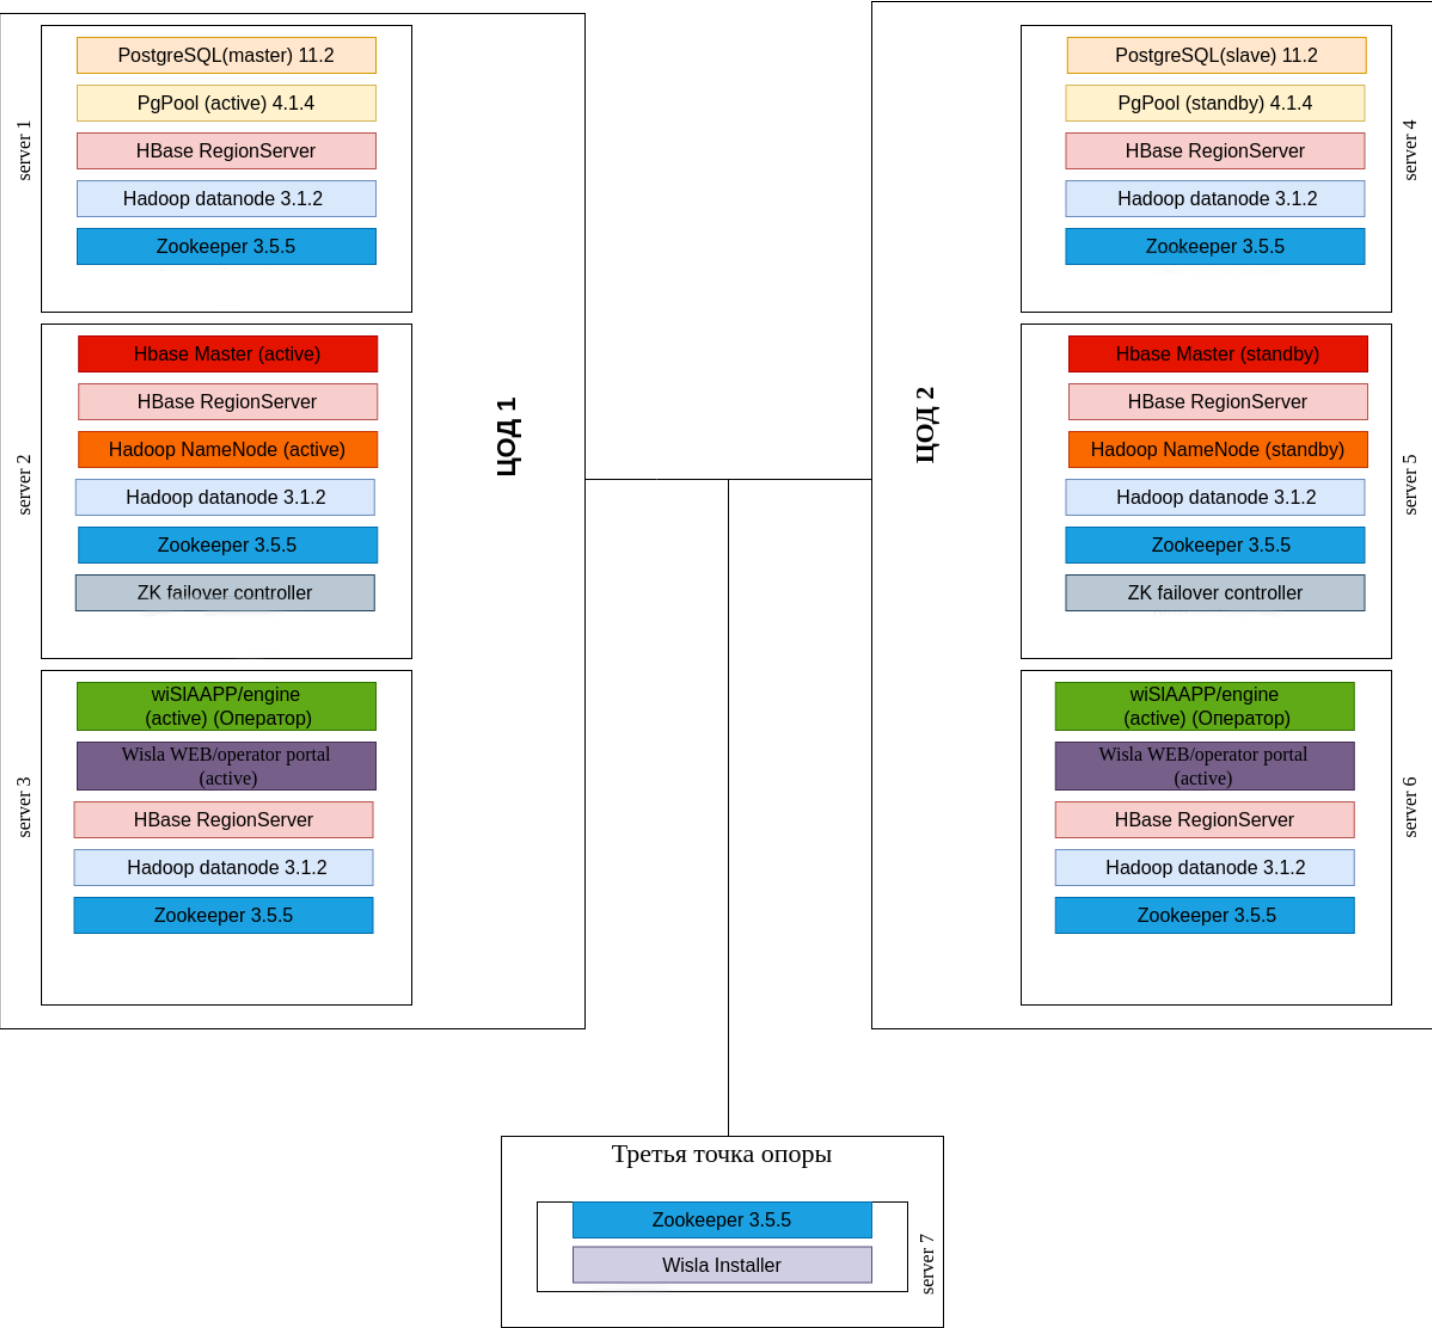 ЦОД 1
server 1
PostgreSQL(master) 11.2
PgPool (active) 4.1.4
HBase RegionServer
Hadoop datanode 3.1.2
Zookeeper 3.5.5
server 2
Hbase Master (active)
HBase RegionServer
Hadoop NameNode (active)
Hadoop datanode 3.1.2
Zookeeper 3.5.5
ZK failover controller
server 3
wiSlAAPP/engine
(active) (Оператор)
Wisla WEB/operator portal
(active)
HBase RegionServer
Hadoop datanode 3.1.2
Zookeeper 3.5.5
ЦОД 2
server 4
PostgreSQL(slave) 11.2
PgPool (standby) 4.1.4
HBase RegionServer
Hadoop datanode 3.1.2
Zookeeper 3.5.5
server 5
Hbase Master (standby)
HBase RegionServer
Hadoop NameNode (standby)
Hadoop datanode 3.1.2
Zookeeper 3.5.5
ZK failover controller
server 6
wiSlAAPP/engine
(active) (Оператор)
Wisla WEB/operator portal
(active)
HBase RegionServer
Hadoop datanode 3.1.2
Zookeeper 3.5.5
Третья точка опоры
Zookeeper 3.5.5
Wisla Installer
server 7